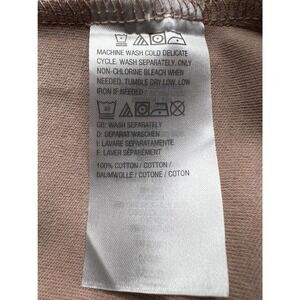 MACHINE WASH COLD DELICATE
CYCLE. WASH SEPARATELY. ONLY
NON-CHLORINE BLEACH WHEN
NEEDED. TUMBLE DRY LOW. LOW
IRON IF NEEDED
GB: WASH SEPARATELY
D: SEPARAT WASCHEN
I: LAVARE SEPARATAMENTE
F: LAVER SÉPARÉMENT
100% COTTON / COTTON /
BAUMWOLLE / COTONE / COTON